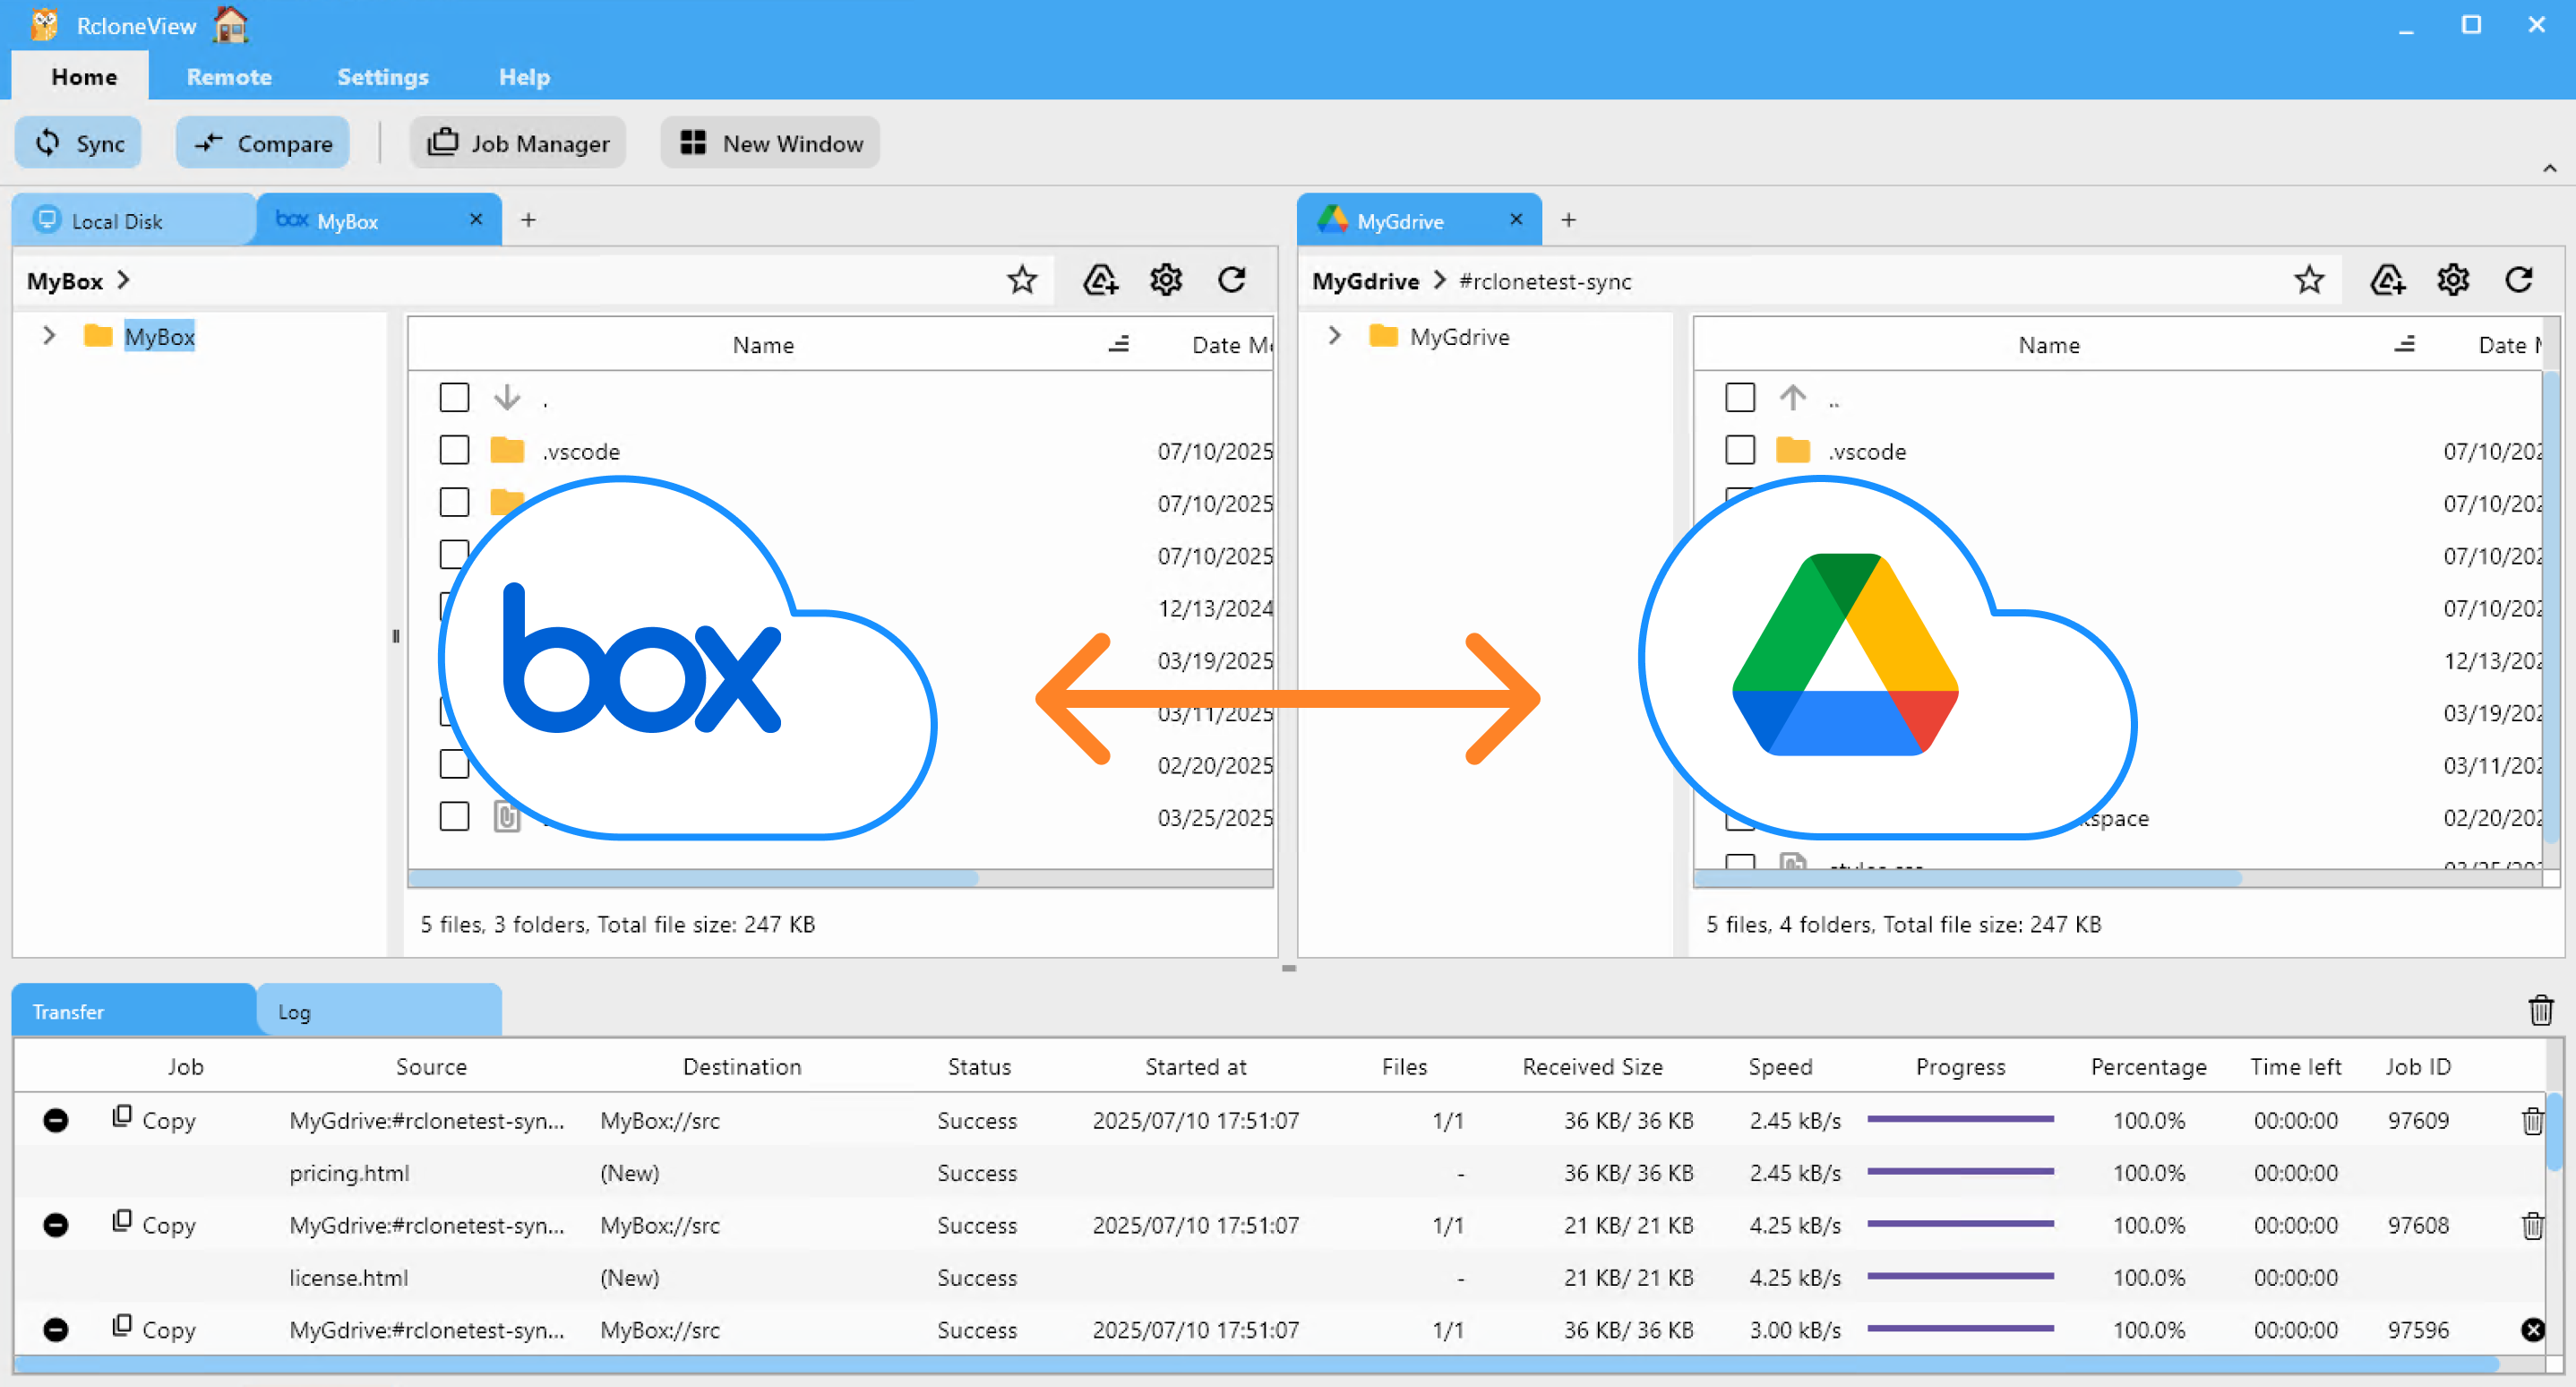 RcloneView
Home Remote Settings Help
Sync Compare Job Manager New Window
Local Disk box MyBox MyGdrive
MyBox MyGdrive #rclonetest-sync
MyBox
Name Date
.
.vscode 07/10/2025
07/10/2025
07/10/2025
12/13/2024
03/19/2025
03/11/2025
02/20/2025
03/25/2025
box
5 files, 3 folders, Total file size: 247 KB
MyGdrive
Name Date
..
.vscode 07/10/202
07/10/202
07/10/202
07/10/202
12/13/202
03/19/202
03/11/202
kspace 02/20/202
styles.css 03/25/202
5 files, 4 folders, Total file size: 247 KB
Transfer Log
Job Source Destination Status Started at Files Received Size Speed Progress Percentage Time left Job ID
Copy MyGdrive:#rclonetest-syn... MyBox://src Success 2025/07/10 17:51:07 1/1 36 KB/ 36 KB 2.45 kB/s 100.0% 00:00:00 97609
pricing.html (New) Success - 36 KB/ 36 KB 2.45 kB/s 100.0% 00:00:00
Copy MyGdrive:#rclonetest-syn... MyBox://src Success 2025/07/10 17:51:07 1/1 21 KB/ 21 KB 4.25 kB/s 100.0% 00:00:00 97608
license.html (New) Success - 21 KB/ 21 KB 4.25 kB/s 100.0% 00:00:00
Copy MyGdrive:#rclonetest-syn... MyBox://src Success 2025/07/10 17:51:07 1/1 36 KB/ 36 KB 3.00 kB/s 100.0% 00:00:00 97596